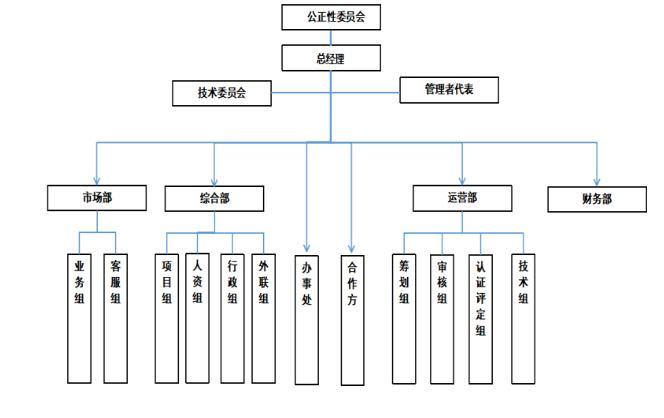 公正性委员会
总经理
技术委员会
管理者代表
市场部
综合部
运营部
财务部
业务组
客服组
项目组
人资组
行政组
外联组
办事处
合作方
筹划组
审核组
认证评定组
技术组